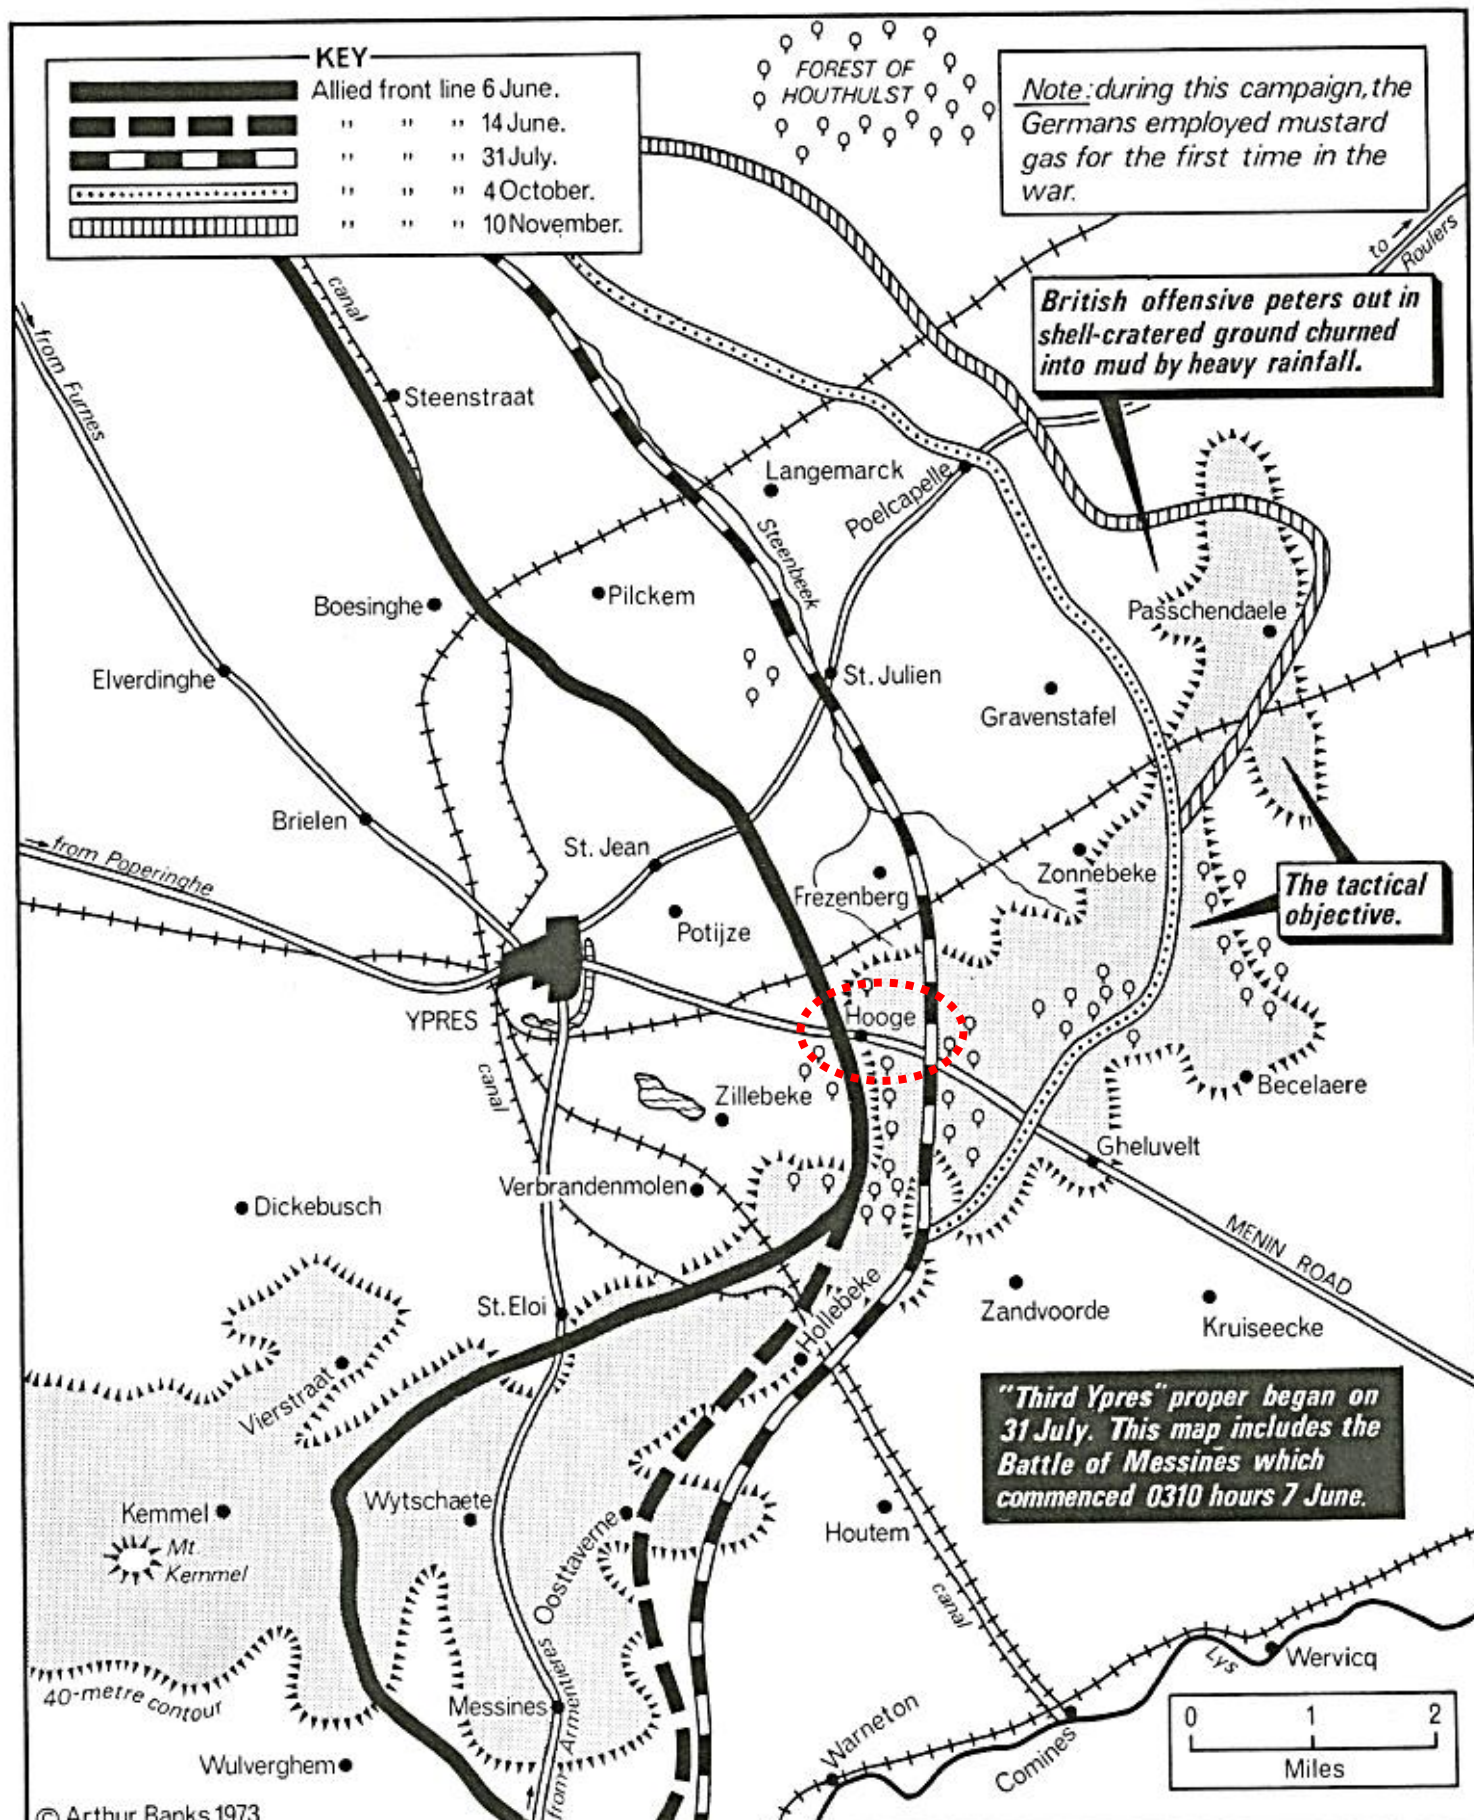 KEY
Allied front line 6 June.
" " " 14 June.
" " " 31 July.
" " " 4 October.
" " " 10 November.
FOREST OF
HOUTHULST
Note: during this campaign, the
Germans employed mustard
gas for the first time in the
war.
to
Roulers
British offensive peters out in
shell-cratered ground churned
into mud by heavy rainfall.
canal
from Furnes
Steenstraat
Langemarck
Poelcapelle
Steenbeek
Boesinghe
Pilckem
Passchendaele
Elverdinghe
St. Julien
Gravenstafel
Brielen
St. Jean
from Poperinghe
Frezenberg
Zonnebeke
The tactical
objective.
Potijze
YPRES
Hooge
canal
Zillebeke
Becelaere
Gheluvelt
Verbrandenmolen
Dickebusch
MENIN ROAD
St. Eloi
Hollebeke
Zandvoorde
Kruiseecke
Vierstraat
"Third Ypres" proper began on
31 July. This map includes the
Battle of Messines which
commenced 0310 hours 7 June.
Kemmel
Wytschaete
Oosttaverne
Houtem
Mt.
Kemmel
canal
Wervicq
Lys
40-metre contour
Messines
from Armentieres
Warneton
Comines
0 1 2
Miles
Wulverghem
© Arthur Banks 1973